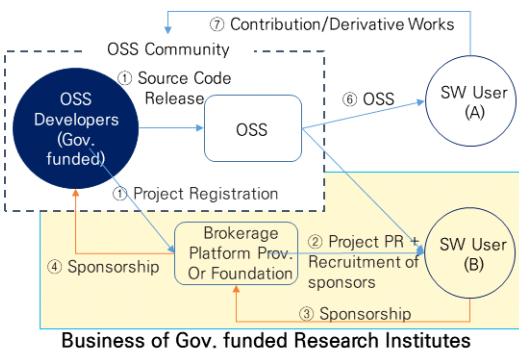 ⑦ Contribution/Derivative Works
OSS Community
① Source Code
Release
OSS
Developers
(Gov.
funded)
OSS
⑥ OSS
SW User
(A)
① Project Registration
Brokerage
Platform Prov.
Or Foundation
② Project PR +
Recruitment of
sponsors
SW User
(B)
④ Sponsorship
③ Sponsorship
Business of Gov. funded Research Institutes